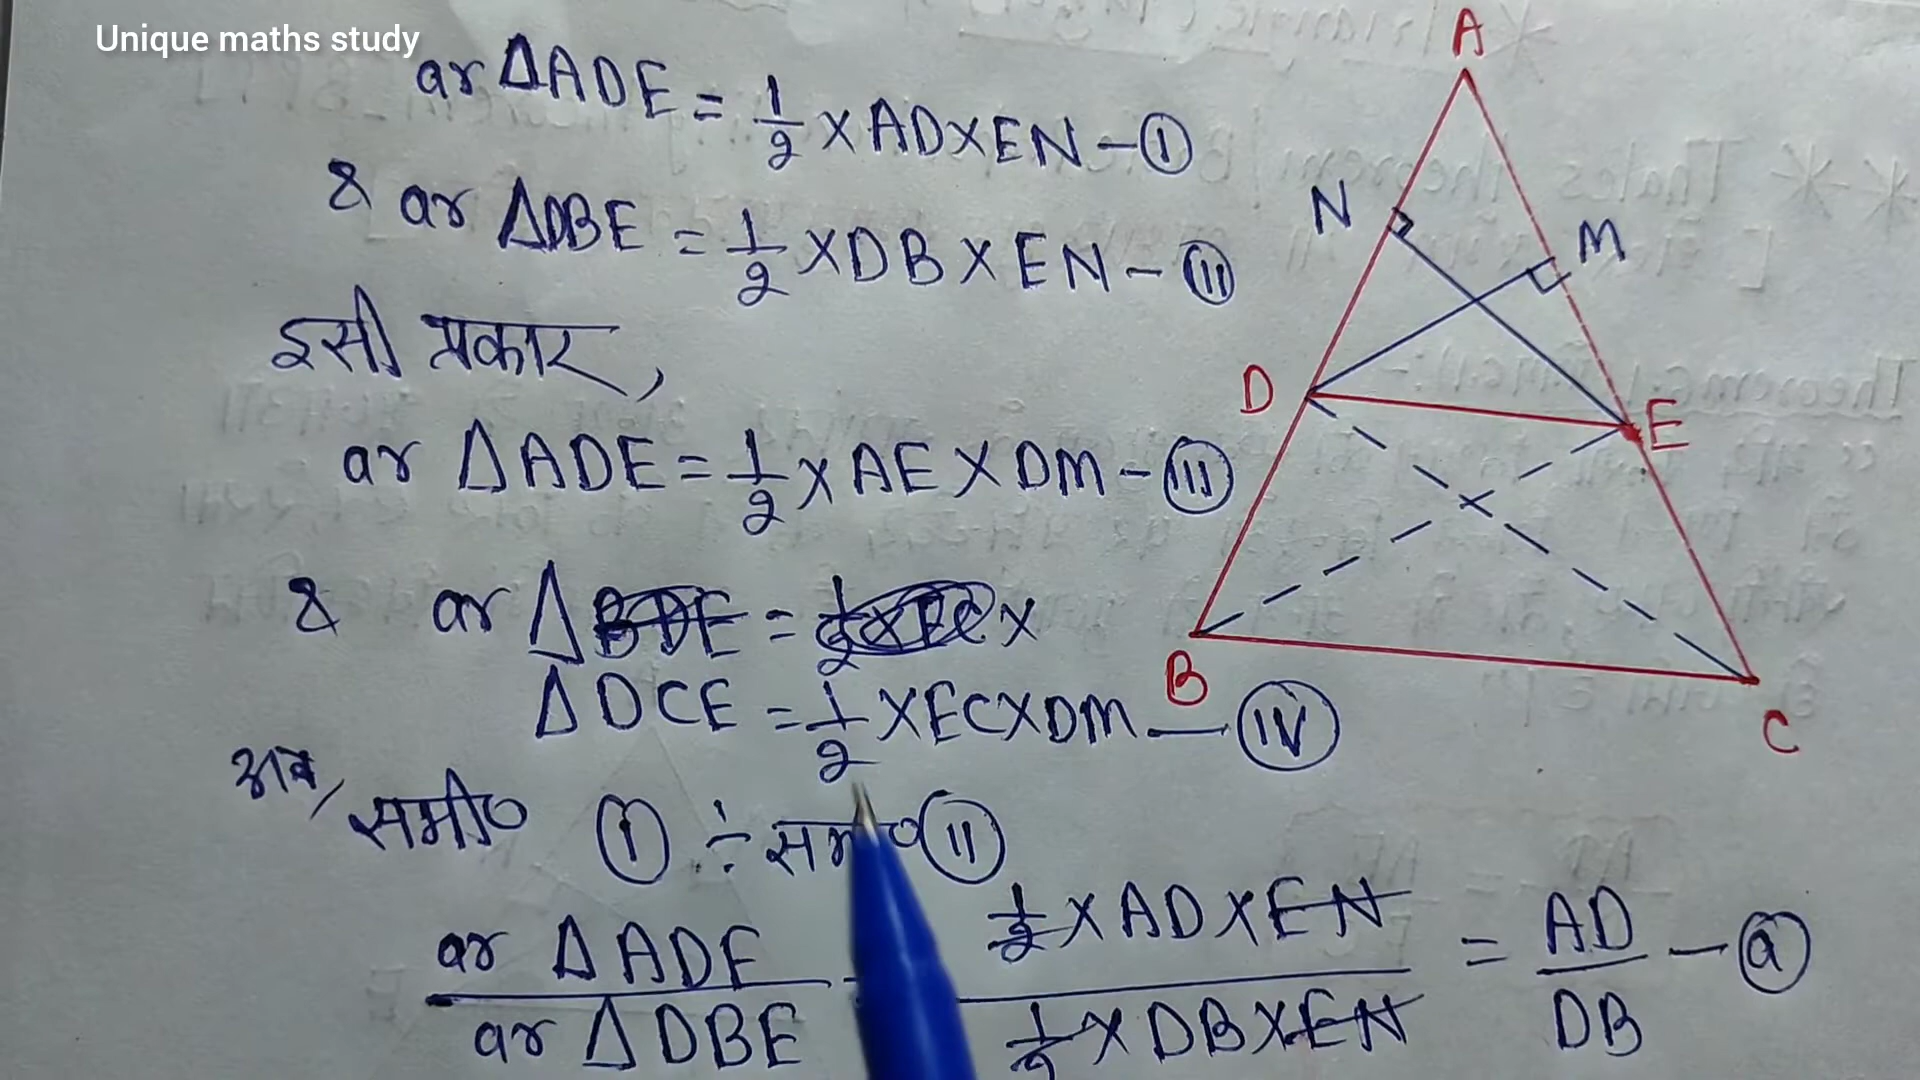 Unique maths study
ar ΔADE = 1/2 × AD × EN – (I)
& ar ΔDBE = 1/2 × DB × EN – (II)
इसी प्रकार,
ar ΔADE = 1/2 × AE × DM – (III)
& ar Δ = ×
ΔDCE = 1/2 × EC × DM – (IV)
अब, समी० (I) ÷ समी० (II)
ar ΔADE / ar ΔDBE = 1/2 × AD × EN / 1/2 × DB × EN = AD / DB – (a)
A
N
M
D
E
B
C